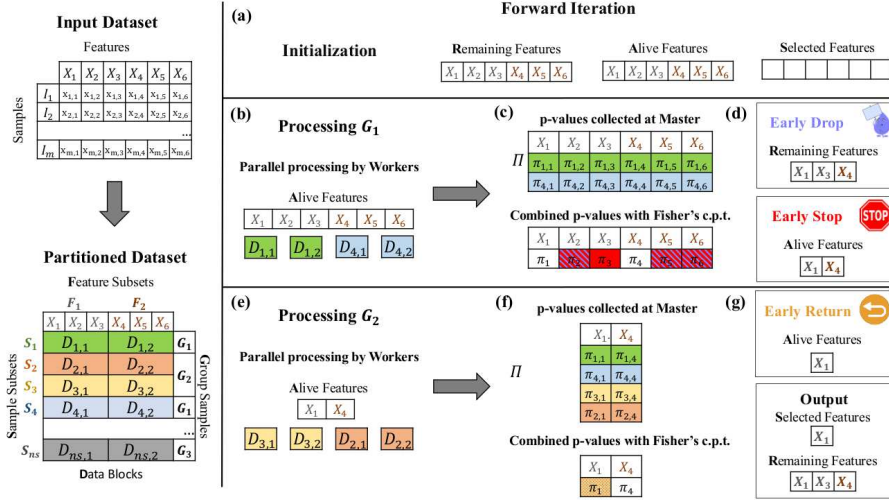 Input Dataset
Features
X1 X2 X3 X4 X5 X6
I1 x1,1 x1,2 x1,3 x1,4 x1,5 x1,6
I2 x2,1 x2,2 x2,3 x2,4 x2,5 x2,6
...
Im xm,1 xm,2 xm,3 xm,4 xm,5 xm,6
Samples
Partitioned Dataset
Feature Subsets
F1 F2
X1 X2 X3 X4 X5 X6
S1 D1,1 D1,2 G1
S2 D2,1 D2,2
G2
S3 D3,1 D3,2
S4 D4,1 D4,2 G1
...
Sns Dns,1 Dns,2 G3
Sample Subsets
Group Samples
Data Blocks
(a)
Forward Iteration
Initialization
Remaining Features
X1 X2 X3 X4 X5 X6
Alive Features
X1 X2 X3 X4 X5 X6
Selected Features
(b)
Processing G1
Parallel processing by Workers
Alive Features
X1 X2 X3 X4 X5 X6
D1,1 D1,2 D4,1 D4,2
(c)
p-values collected at Master
X1 X2 X3 X4 X5 X6
Π
π1,1 π1,2 π1,3 π1,4 π1,5 π1,6
π4,1 π4,2 π4,3 π4,4 π4,5 π4,6
Combined p-values with Fisher's c.p.t.
X1 X2 X3 X4 X5 X6
π1 π2 π3 π4 π5 π6
(d)
Early Drop
Remaining Features
X1 X3 X4
Early Stop
STOP
Alive Features
X1 X4
(e)
Processing G2
Parallel processing by Workers
Alive Features
X1 X4
D3,1 D3,2 D2,1 D2,2
(f)
p-values collected at Master
X1. X4
Π
π1,1 π1,4
π4,1 π4,4
π3,1 π3,4
π2,1 π2,4
Combined p-values with Fisher's c.p.t.
X1 X4
π1 π4
(g)
Early Return
Alive Features
X1
Output
Selected Features
X1
Remaining Features
X1 X3 X4